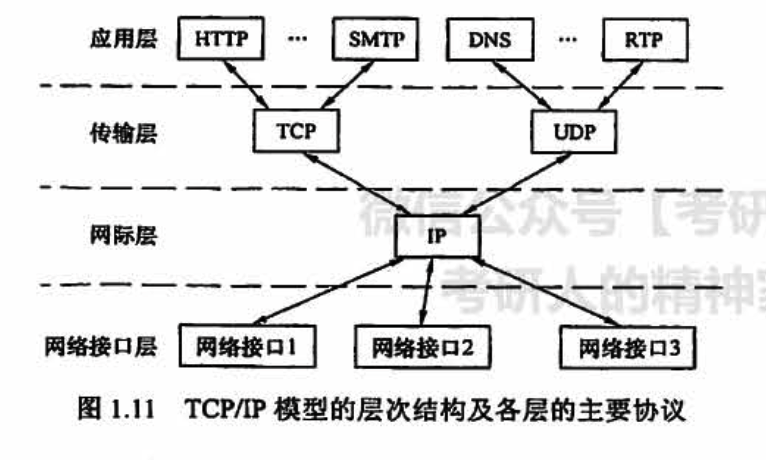 应用层 HTTP … SMTP DNS … RTP
传输层 TCP UDP
微信公众号【考研
网际层 IP
考研人的精神家
网络接口层 网络接口1 网络接口2 网络接口3
图 1.11 TCP/IP 模型的层次结构及各层的主要协议